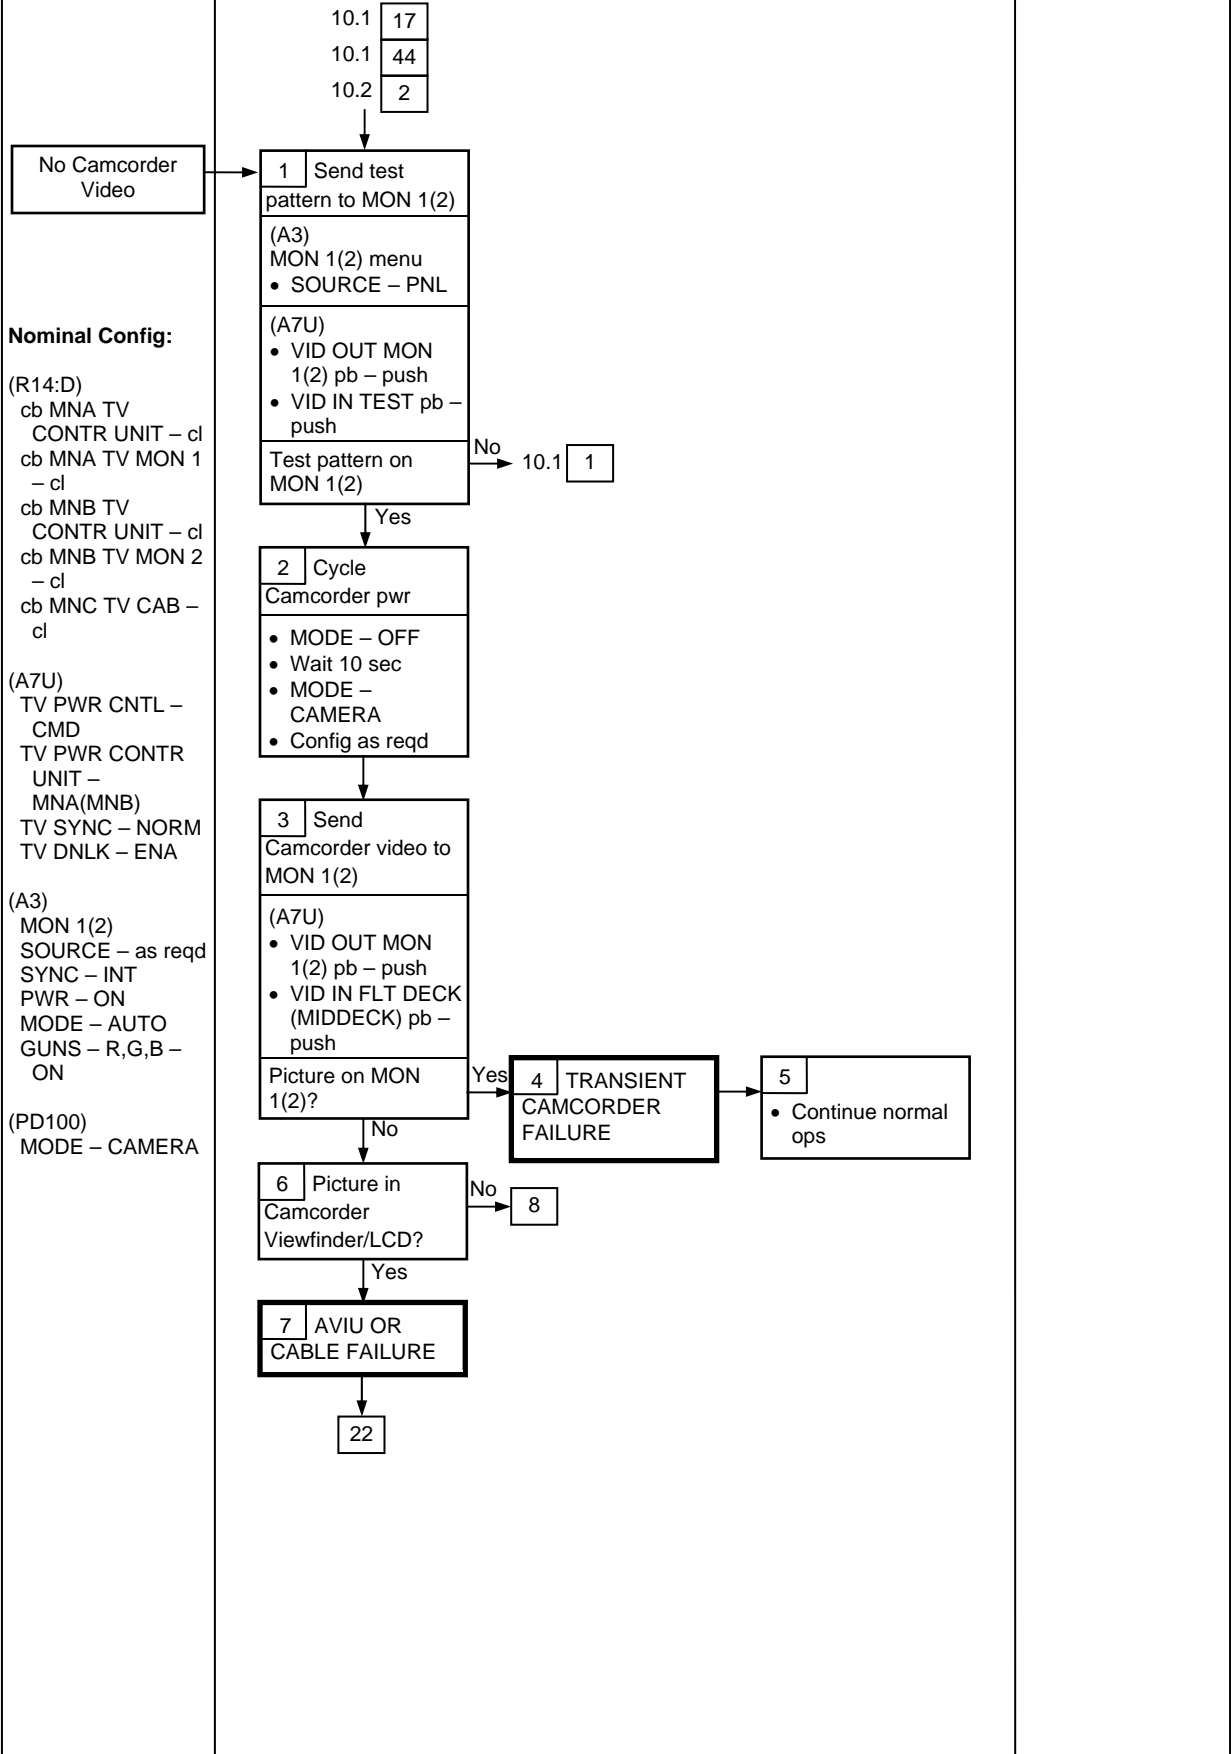 10.1 17
10.1 44
10.2 2
No Camcorder
Video
1 Send test
pattern to MON 1(2)
(A3)
MON 1(2) menu
• SOURCE – PNL
(A7U)
• VID OUT MON
1(2) pb – push
• VID IN TEST pb –
push
Test pattern on
MON 1(2)
No
10.1 1
Yes
Nominal Config:
(R14:D)
cb MNA TV
CONTR UNIT – cl
cb MNA TV MON 1
– cl
cb MNB TV
CONTR UNIT – cl
cb MNB TV MON 2
– cl
cb MNC TV CAB –
cl
(A7U)
TV PWR CNTL –
CMD
TV PWR CONTR
UNIT –
MNA(MNB)
TV SYNC – NORM
TV DNLK – ENA
(A3)
MON 1(2)
SOURCE – as reqd
SYNC – INT
PWR – ON
MODE – AUTO
GUNS – R,G,B –
ON
(PD100)
MODE – CAMERA
2 Cycle
Camcorder pwr
• MODE – OFF
• Wait 10 sec
• MODE –
CAMERA
• Config as reqd
3 Send
Camcorder video to
MON 1(2)
(A7U)
• VID OUT MON
1(2) pb – push
• VID IN FLT DECK
(MIDDECK) pb –
push
Picture on MON
1(2)?
Yes
4 TRANSIENT
CAMCORDER
FAILURE
5
• Continue normal
ops
No
6 Picture in
Camcorder
Viewfinder/LCD?
No
8
Yes
7 AVIU OR
CABLE FAILURE
22